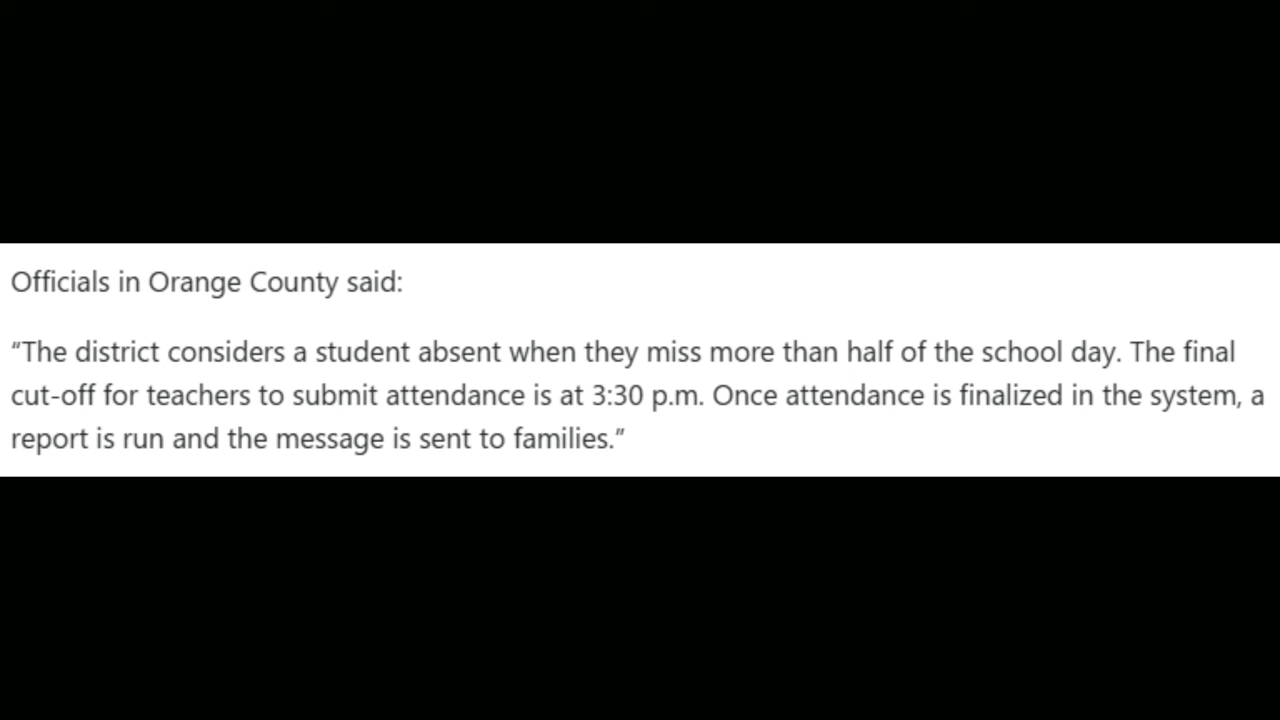 Officials in Orange County said:
“The district considers a student absent when they miss more than half of the school day. The final
cut-off for teachers to submit attendance is at 3:30 p.m. Once attendance is finalized in the system, a
report is run and the message is sent to families.”